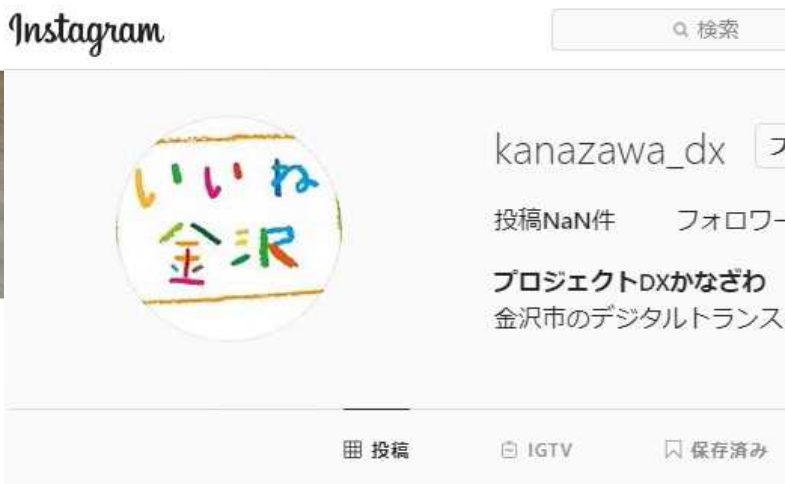 Instagram
検索
いいね
金沢
kanazawa_dx
フ
投稿NaN件 フォロワー
プロジェクトDXかなざわ
金沢市のデジタルトランス
投稿 IGTV 保存済み